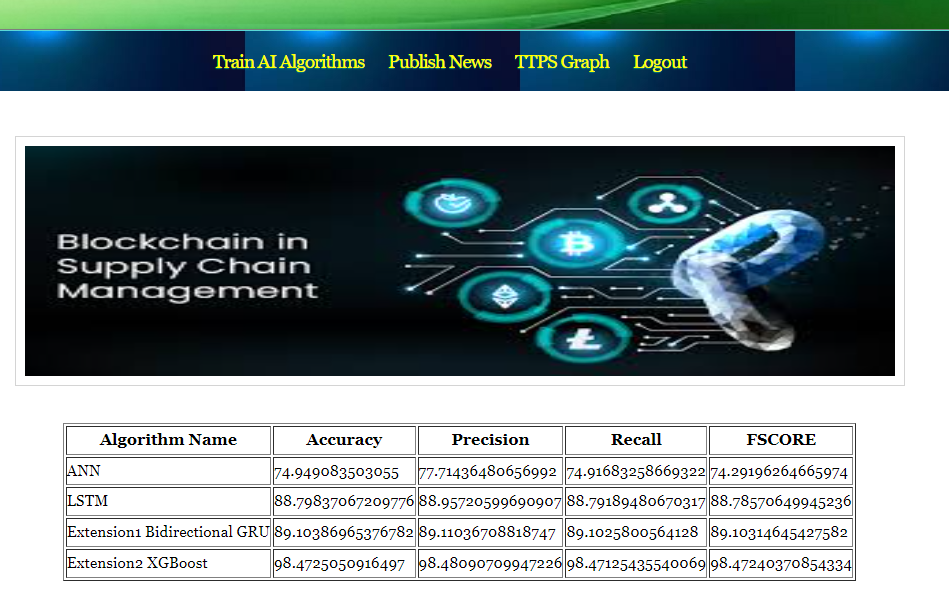 Train AI Algorithms Publish News TTPS Graph Logout
Blockchain in
Supply Chain
Management
Algorithm Name Accuracy Precision Recall FSCORE
ANN 74.949083503055 77.71436480656992 74.91683258669322 74.29196264665974
LSTM 88.79837067209776 88.95720599690907 88.79189480670317 88.78570649945236
Extension1 Bidirectional GRU 89.10386965376782 89.11036708818747 89.1025800564128 89.10314645427582
Extension2 XGBoost 98.4725050916497 98.48090709947226 98.47125435540069 98.47240370854334